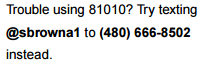 Trouble using 81010? Try texting
@sbrowna1 to (480) 666-8502
instead.